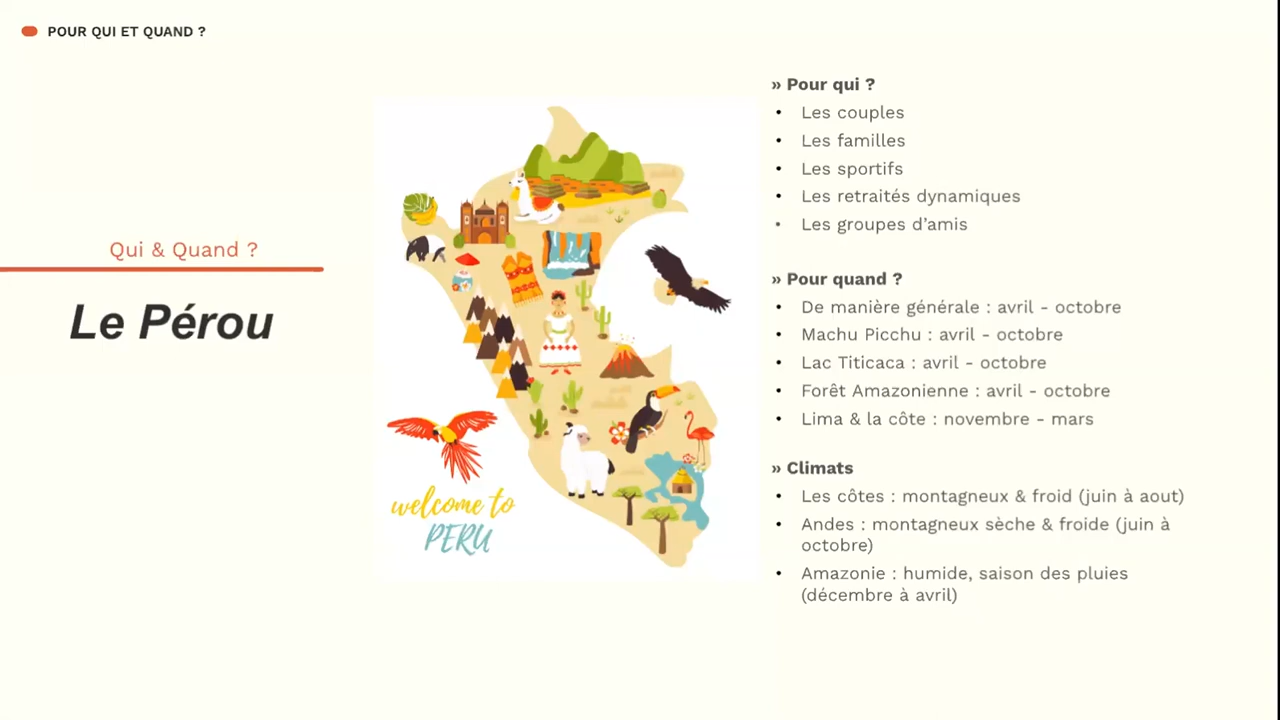 POUR QUI ET QUAND ?
Qui & Quand ?
Le Pérou
welcome to
PERU
» Pour qui ?
• Les couples
• Les familles
• Les sportifs
• Les retraités dynamiques
• Les groupes d'amis
» Pour quand ?
• De manière générale : avril - octobre
• Machu Picchu : avril - octobre
• Lac Titicaca : avril - octobre
• Forêt Amazonienne : avril - octobre
• Lima & la côte : novembre - mars
» Climats
• Les côtes : montagneux & froid (juin à aout)
• Andes : montagneux sèche & froide (juin à
octobre)
• Amazonie : humide, saison des pluies
(décembre à avril)